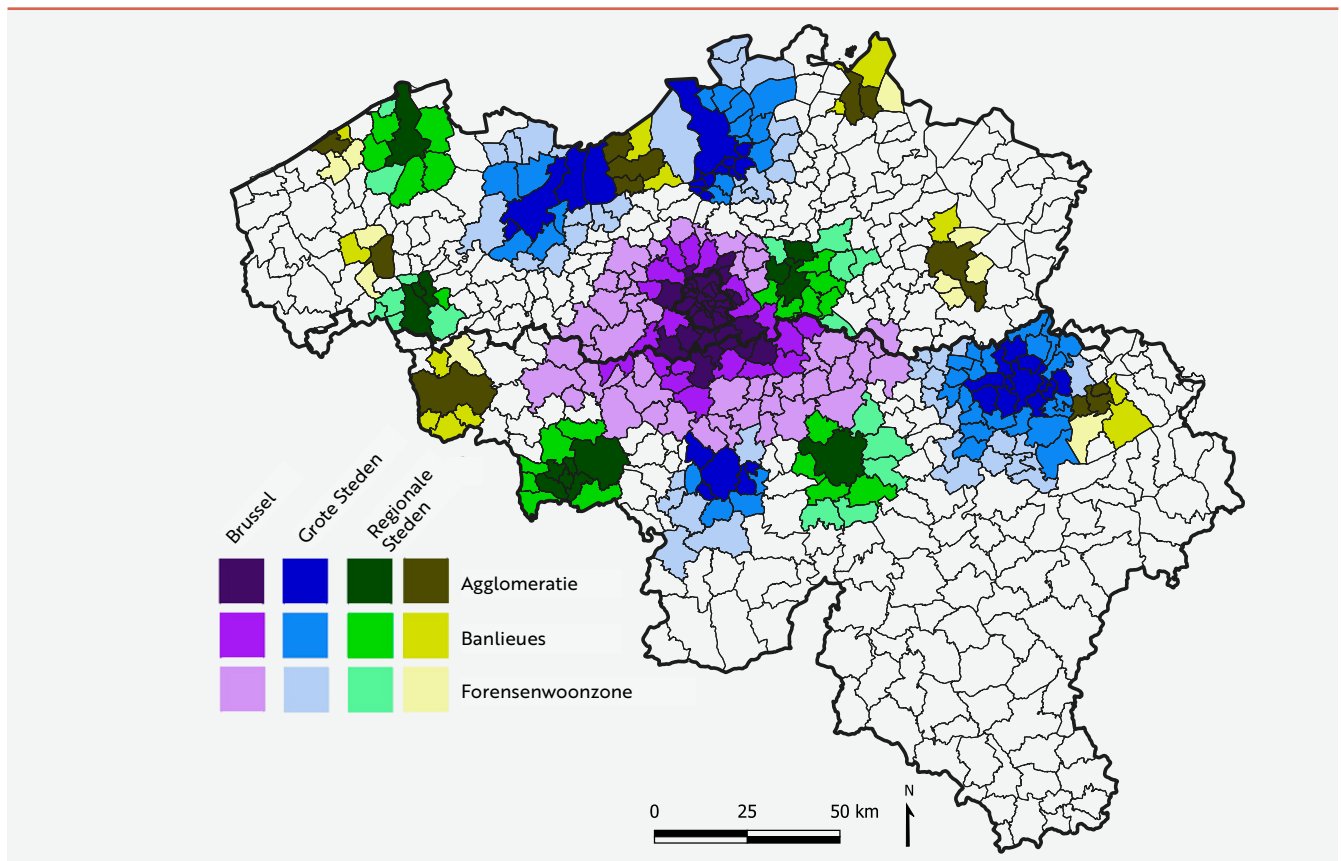 Brussel
Grote Steden
Regionale
Steden
Agglomeratie
Banlieues
Forensenwoonzone
0 25 50 km
N